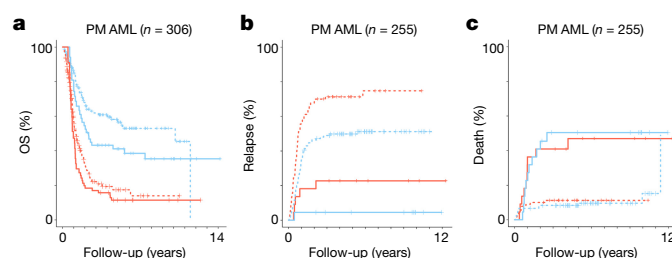 a
PM AML (n = 306)
100
OS (%)
0
0
14
Follow-up (years)
b
PM AML (n = 255)
100
Relapse (%)
0
0
12
Follow-up (years)
c
PM AML (n = 255)
100
Death (%)
0
0
12
Follow-up (years)